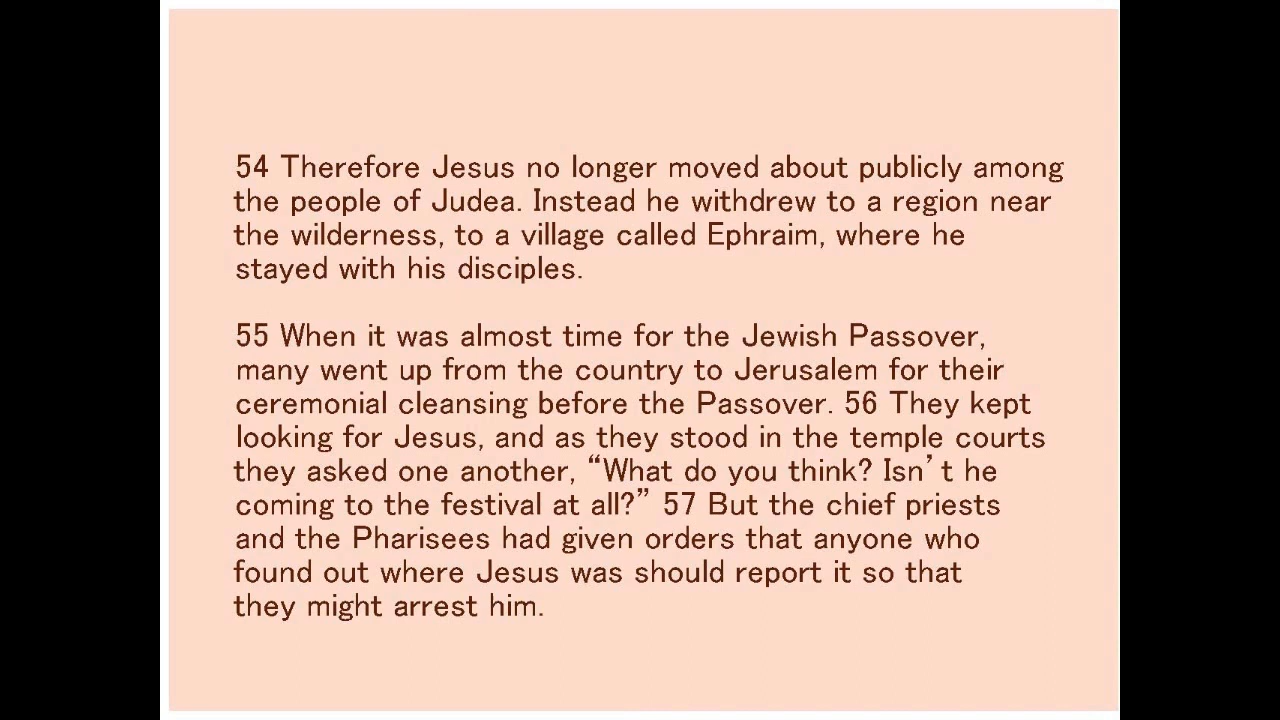 54 Therefore Jesus no longer moved about publicly among
the people of Judea. Instead he withdrew to a region near
the wilderness, to a village called Ephraim, where he
stayed with his disciples.
55 When it was almost time for the Jewish Passover,
many went up from the country to Jerusalem for their
ceremonial cleansing before the Passover. 56 They kept
looking for Jesus, and as they stood in the temple courts
they asked one another, “What do you think? Isn’t he
coming to the festival at all?” 57 But the chief priests
and the Pharisees had given orders that anyone who
found out where Jesus was should report it so that
they might arrest him.